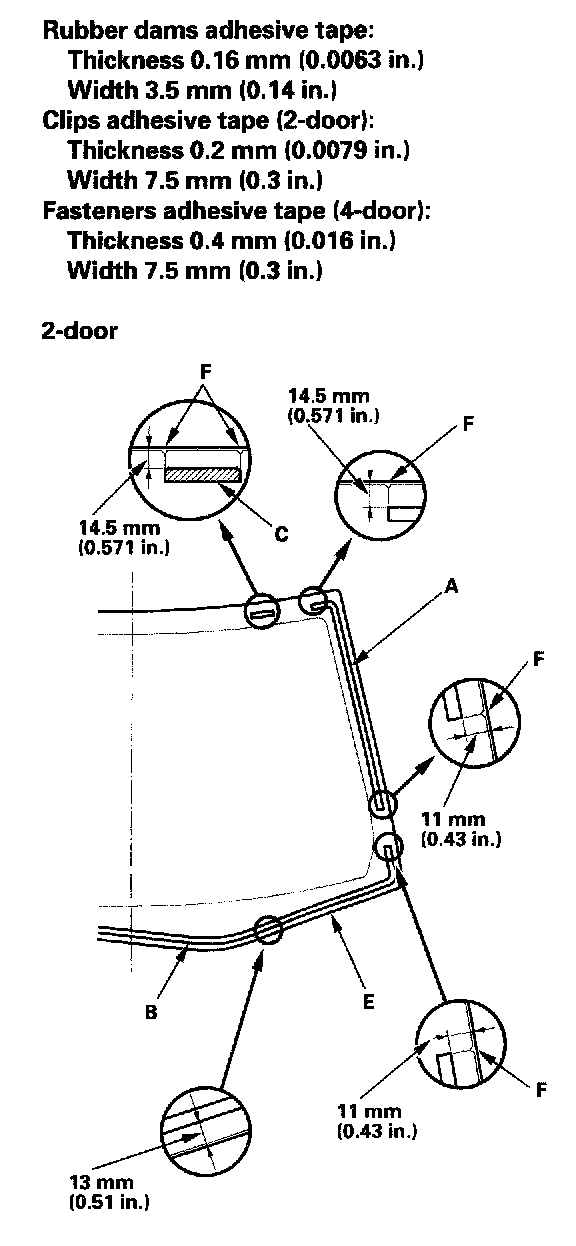 Rubber dams adhesive tape:
Thickness 0.16 mm (0.0063 in.)
Width 3.5 mm (0.14 in.)
Clips adhesive tape (2-door):
Thickness 0.2 mm (0.0079 in.)
Width 7.5 mm (0.3 in.)
Fasteners adhesive tape (4-door):
Thickness 0.4 mm (0.016 in.)
Width 7.5 mm (0.3 in.)
2-door
F
14.5 mm
(0.571 in.)
F
14.5 mm
(0.571 in.)
C
A
F
11 mm
(0.43 in.)
B
E
F
11 mm
(0.43 in.)
13 mm
(0.51 in.)